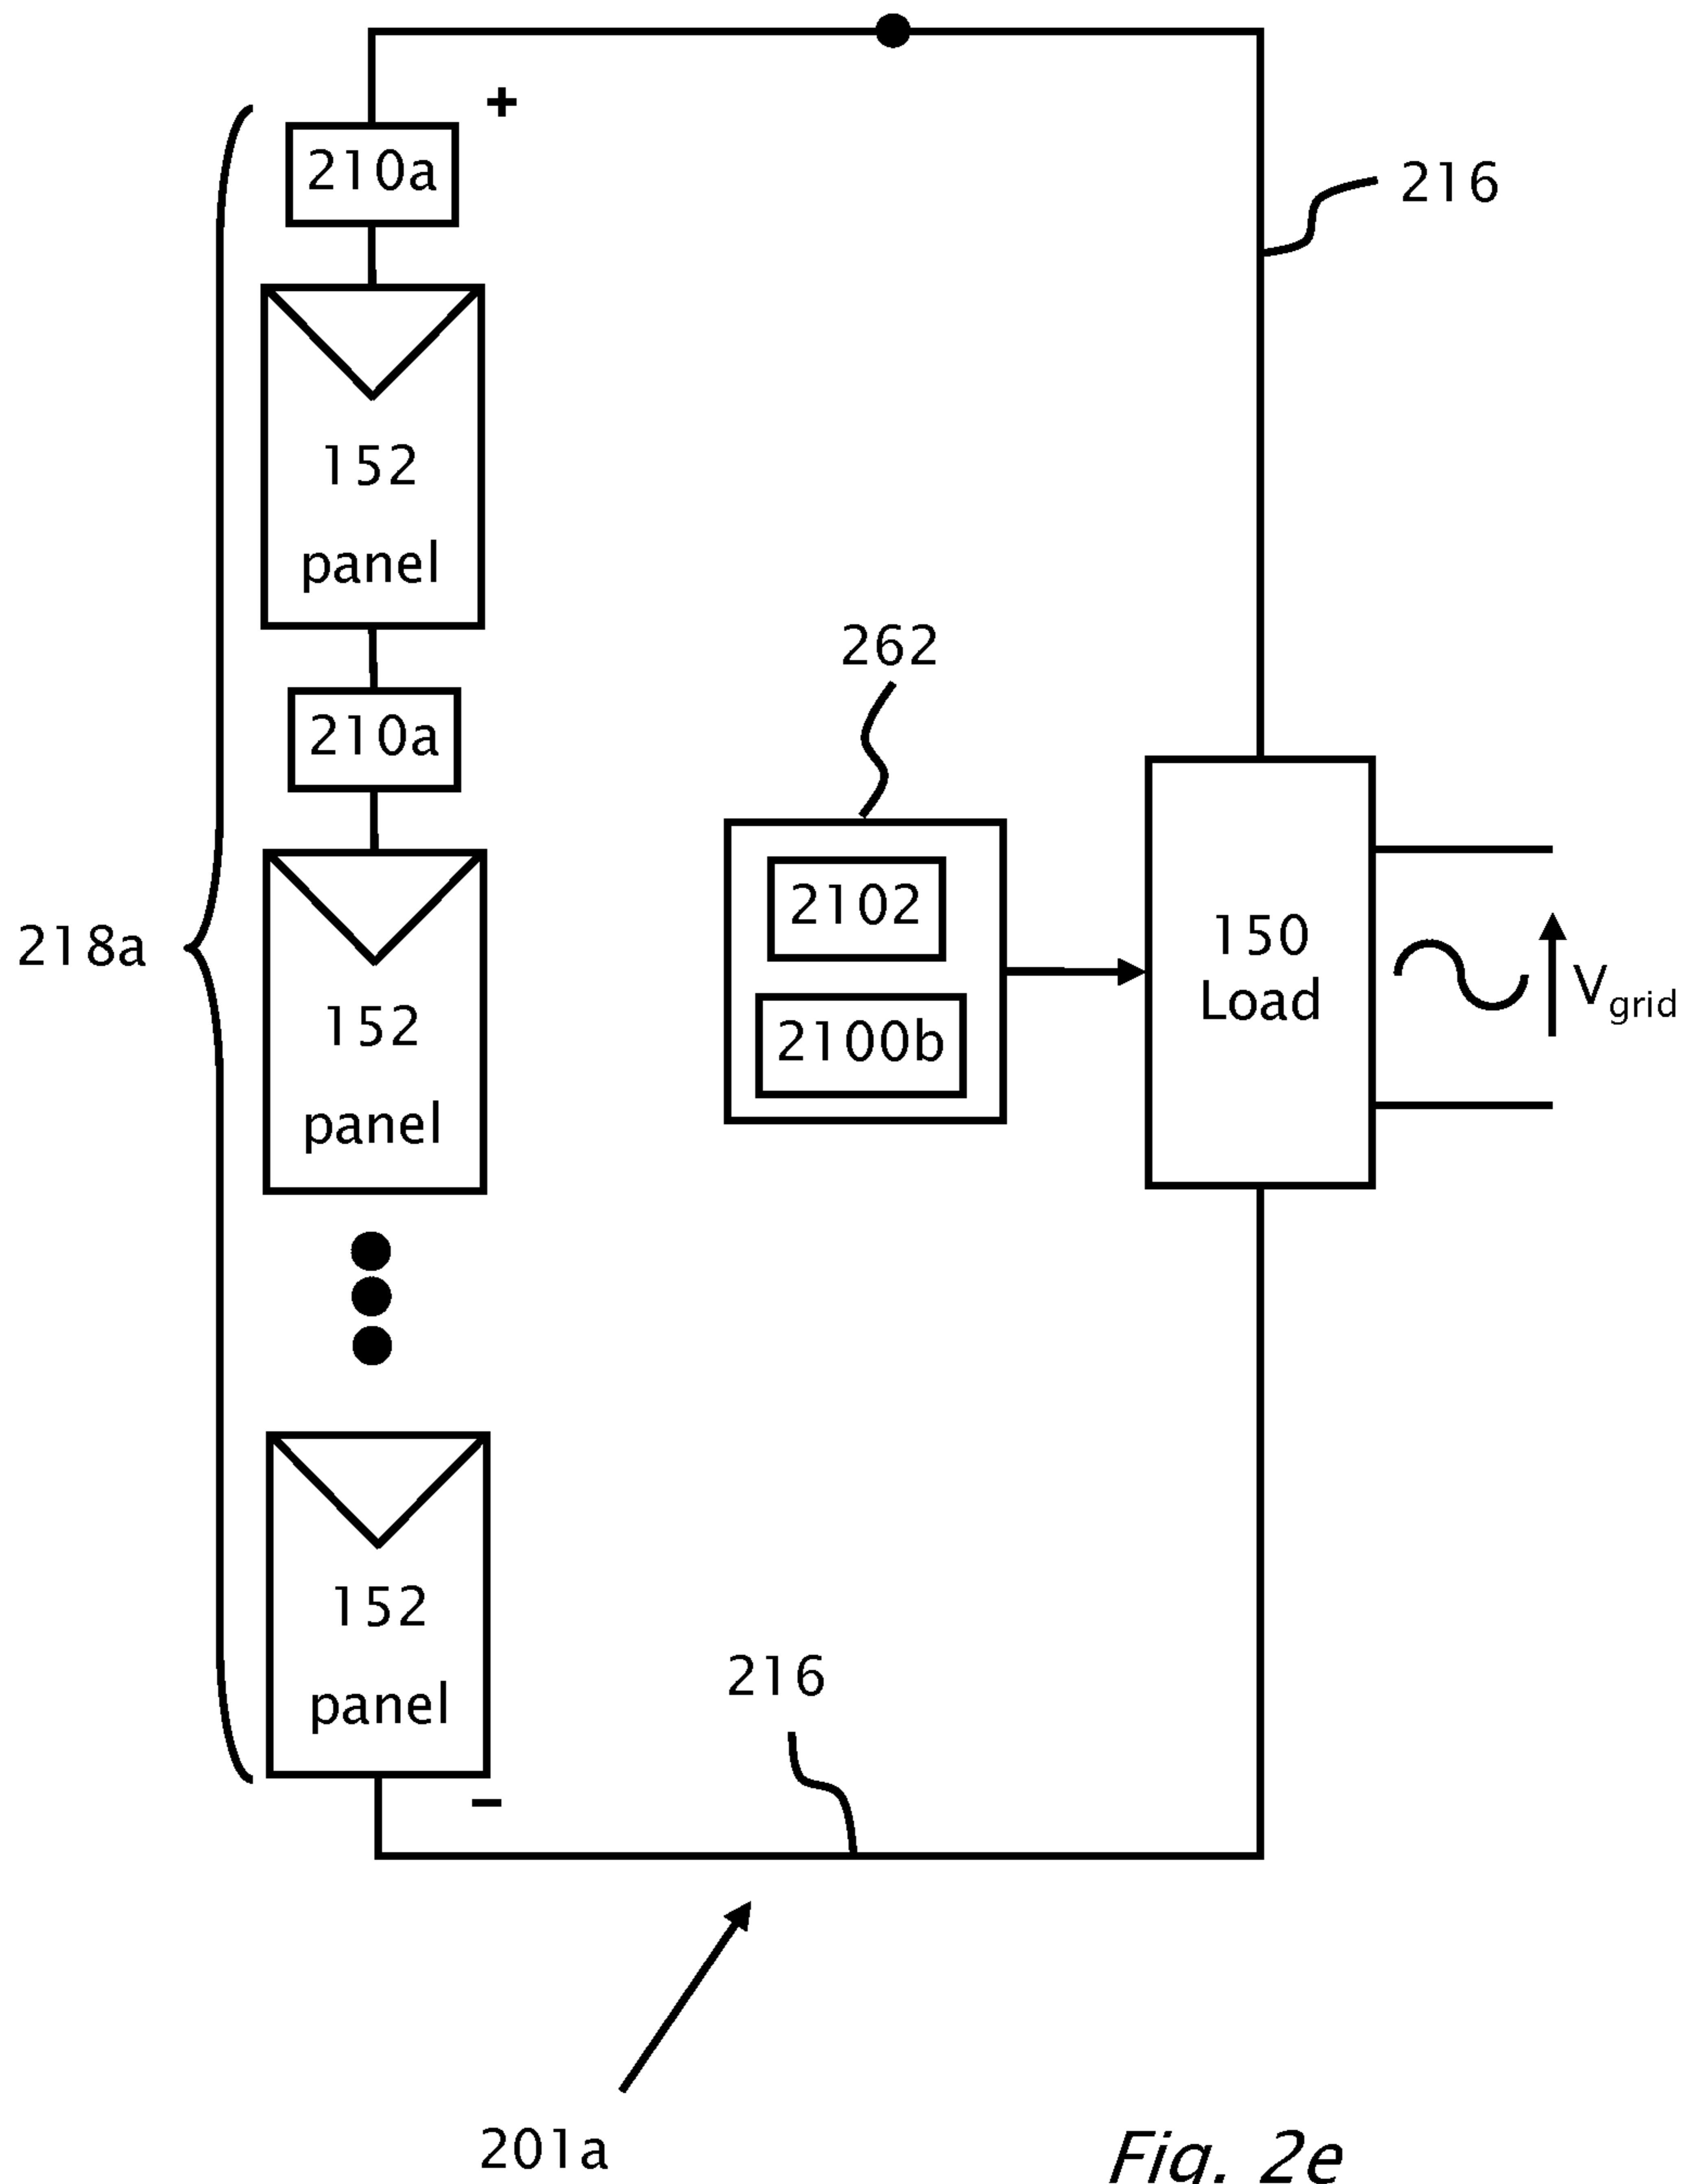 +
210a
216
152
panel
262
210a
2102
218a
150
Load
152
2100b
Vgrid
panel
152
216
panel
–
201a
Fig. 2e